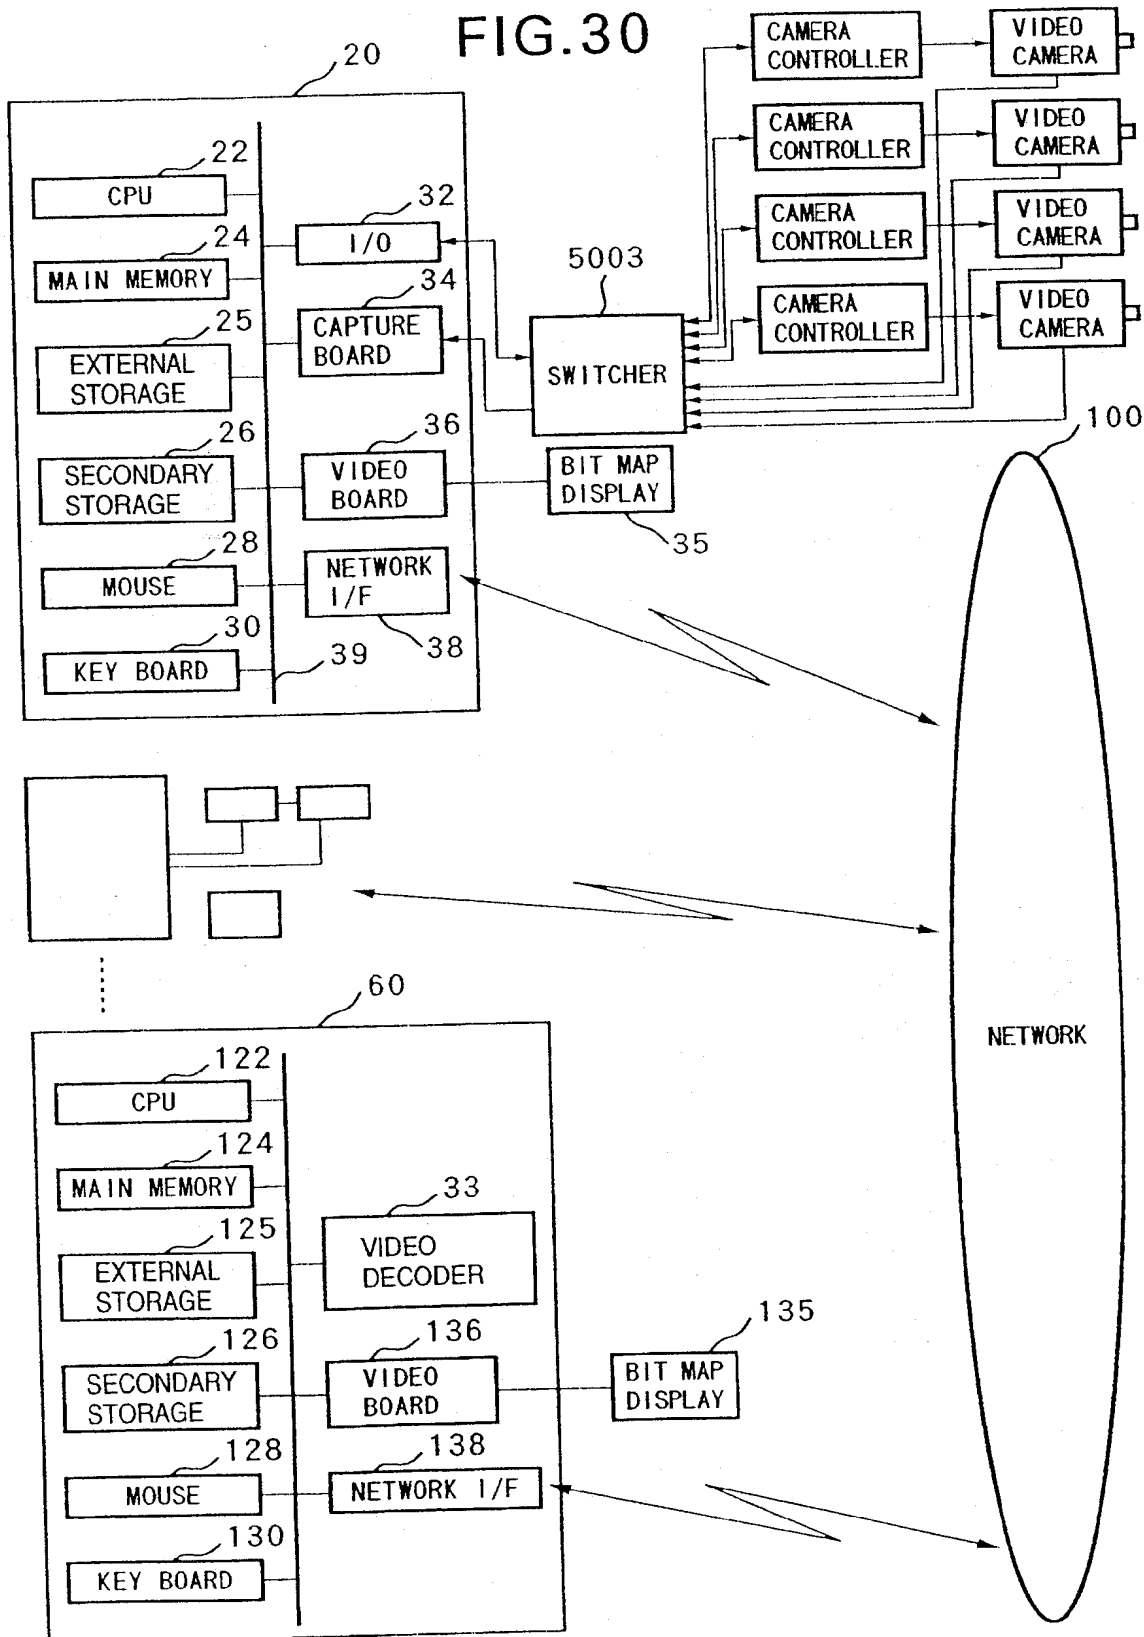 FIG.30
20
CAMERA
CONTROLLER
VIDEO
CAMERA
CAMERA
CONTROLLER
VIDEO
CAMERA
CAMERA
CONTROLLER
VIDEO
CAMERA
CAMERA
CONTROLLER
VIDEO
CAMERA
22
CPU
32
I/O
24
MAIN MEMORY
34
CAPTURE
BOARD
5003
SWITCHER
25
EXTERNAL
STORAGE
26
SECONDARY
STORAGE
36
VIDEO
BOARD
BIT MAP
DISPLAY
35
100
28
MOUSE
NETWORK
I/F
38
30
KEY BOARD
39
NETWORK
60
122
CPU
124
MAIN MEMORY
33
VIDEO
DECODER
125
EXTERNAL
STORAGE
126
SECONDARY
STORAGE
136
VIDEO
BOARD
135
BIT MAP
DISPLAY
128
MOUSE
138
NETWORK I/F
130
KEY BOARD